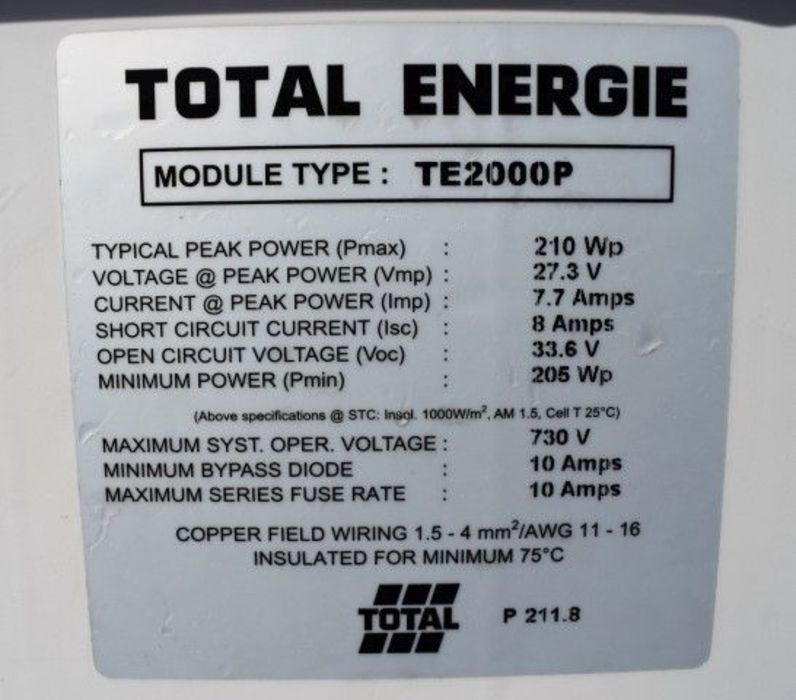 TOTAL ENERGIE
MODULE TYPE : TE2000P
TYPICAL PEAK POWER (Pmax) : 210 Wp
VOLTAGE @ PEAK POWER (Vmp) : 27.3 V
CURRENT @ PEAK POWER (Imp) : 7.7 Amps
SHORT CIRCUIT CURRENT (Isc) : 8 Amps
OPEN CIRCUIT VOLTAGE (Voc) : 33.6 V
MINIMUM POWER (Pmin) : 205 Wp
(Above specifications @ STC: Insol. 1000W/m², AM 1.5, Cell T 25°C)
MAXIMUM SYST. OPER. VOLTAGE : 730 V
MINIMUM BYPASS DIODE : 10 Amps
MAXIMUM SERIES FUSE RATE : 10 Amps
COPPER FIELD WIRING 1.5 - 4 mm²/AWG 11 - 16
INSULATED FOR MINIMUM 75°C
TOTAL P 211.8